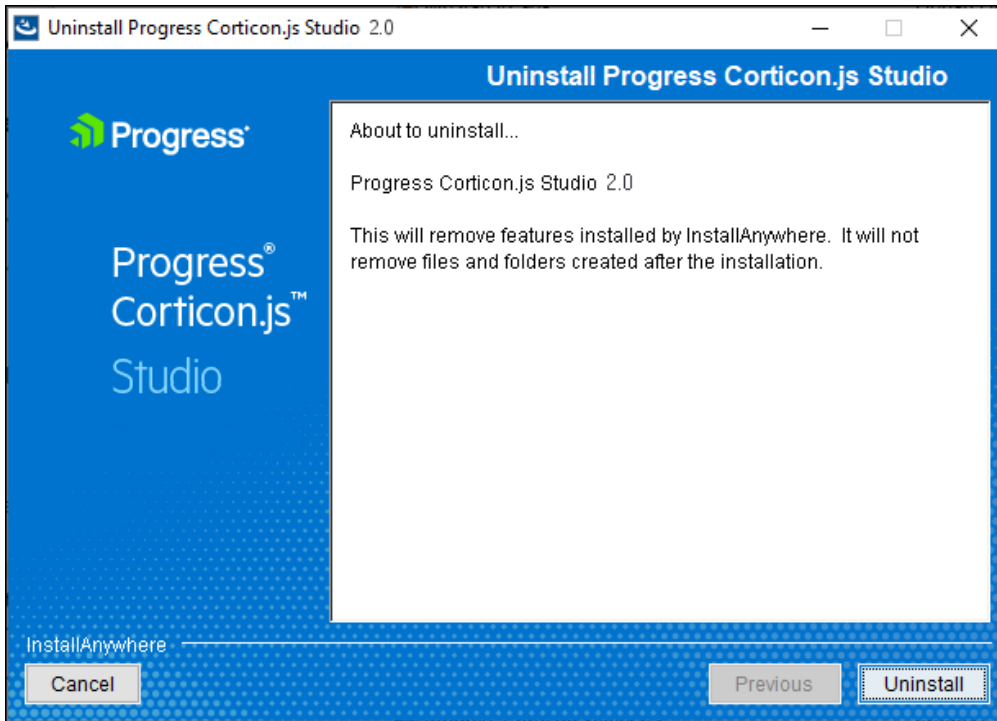 Uninstall Progress Corticon.js Studio 2.0
Uninstall Progress Corticon.js Studio
Progress
About to uninstall...
Progress Corticon.js Studio 2.0
This will remove features installed by InstallAnywhere. It will not
remove files and folders created after the installation.
Progress®
Corticon.js™
Studio
InstallAnywhere
Cancel
Previous
Uninstall